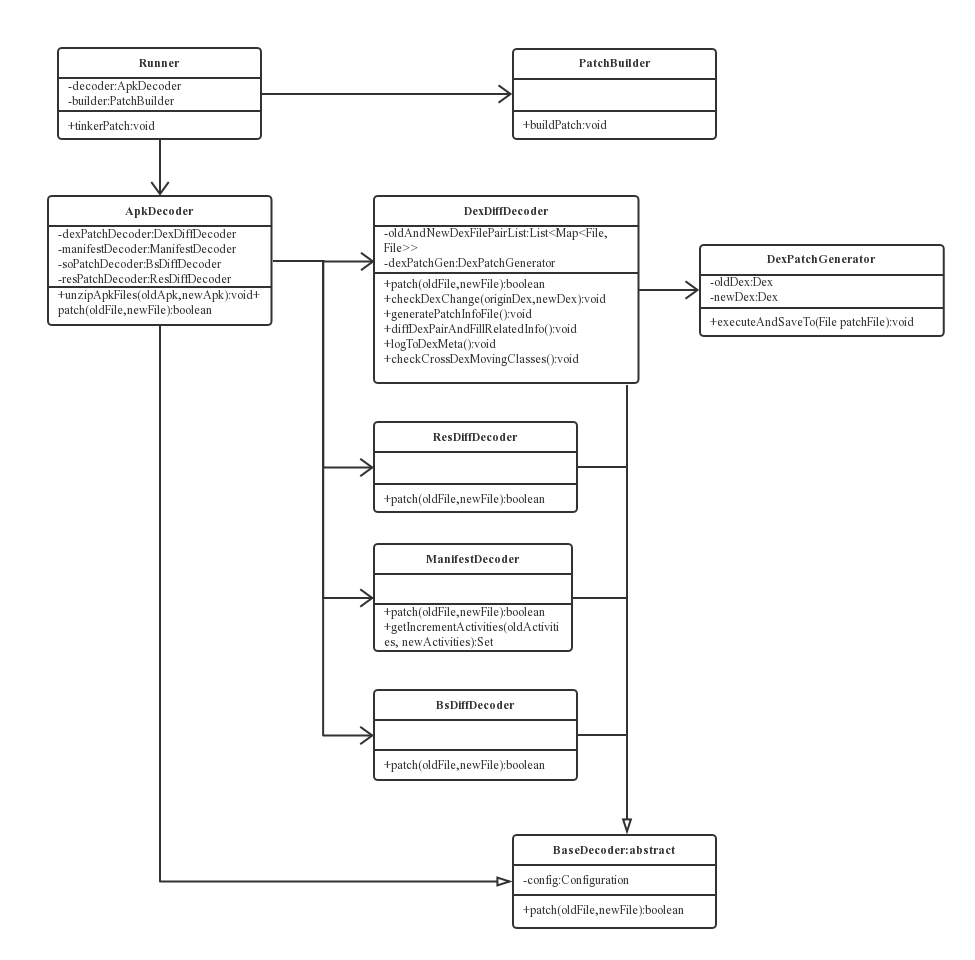 Runner
-decoder:ApkDecoder
-builder:PatchBuilder
+tinkerPatch:void
PatchBuilder
+buildPatch:void
ApkDecoder
-dexPatchDecoder:DexDiffDecoder
-manifestDecoder:ManifestDecoder
-soPatchDecoder:BsDiffDecoder
-resPatchDecoder:ResDiffDecoder
+unzipApkFiles(oldApk,newApk):void+
patch(oldFile,newFile):boolean
DexDiffDecoder
-oldAndNewDexFilePairList:List<Map<File,
File>>
-dexPatchGen:DexPatchGenerator
+patch(oldFile,newFile):boolean
+checkDexChange(originDex,newDex):void
+generatePatchInfoFile():void
+diffDexPairAndFillRelatedInfo():void
+logToDexMeta():void
+checkCrossDexMovingClasses():void
DexPatchGenerator
-oldDex:Dex
-newDex:Dex
+executeAndSaveTo(File patchFile):void
ResDiffDecoder
+patch(oldFile,newFile):boolean
ManifestDecoder
+patch(oldFile,newFile):boolean
+getIncrementActivities(oldActiviti
es, newActivities):Set
BsDiffDecoder
+patch(oldFile,newFile):boolean
BaseDecoder:abstract
-config:Configuration
+patch(oldFile,newFile):boolean